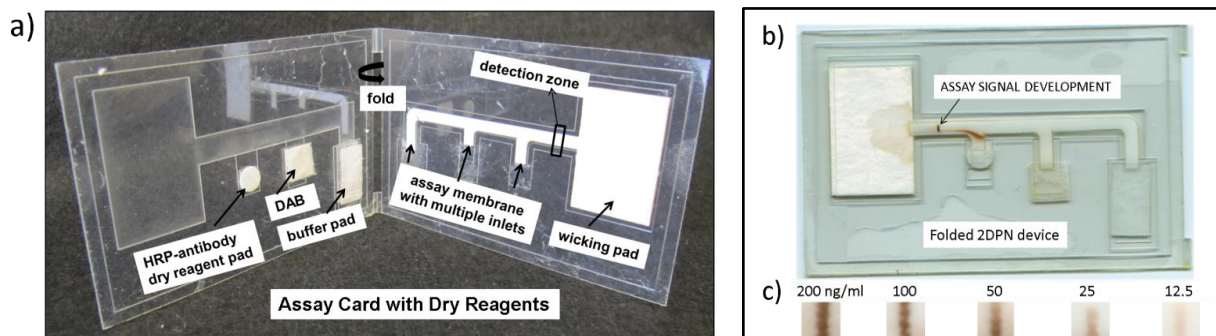 a)
fold
detection zone
HRP-antibody
dry reagent pad
DAB
buffer pad
assay membrane
with multiple inlets
wicking pad
Assay Card with Dry Reagents
b)
ASSAY SIGNAL DEVELOPMENT
Folded 2DPN device
c)
200 ng/ml 100 50 25 12.5